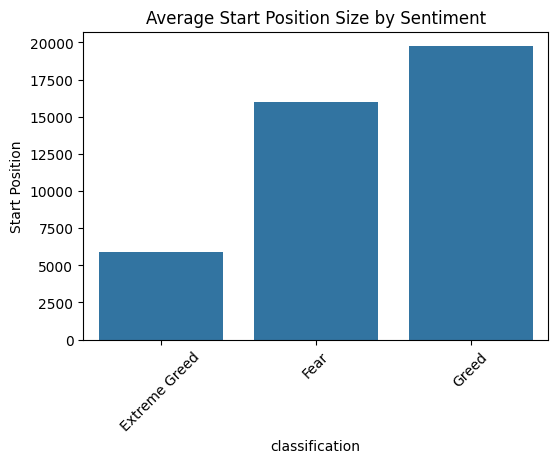 Average Start Position Size by Sentiment
Start Position
20000
17500
15000
12500
10000
7500
5000
2500
0
Extreme Greed
Fear
Greed
classification